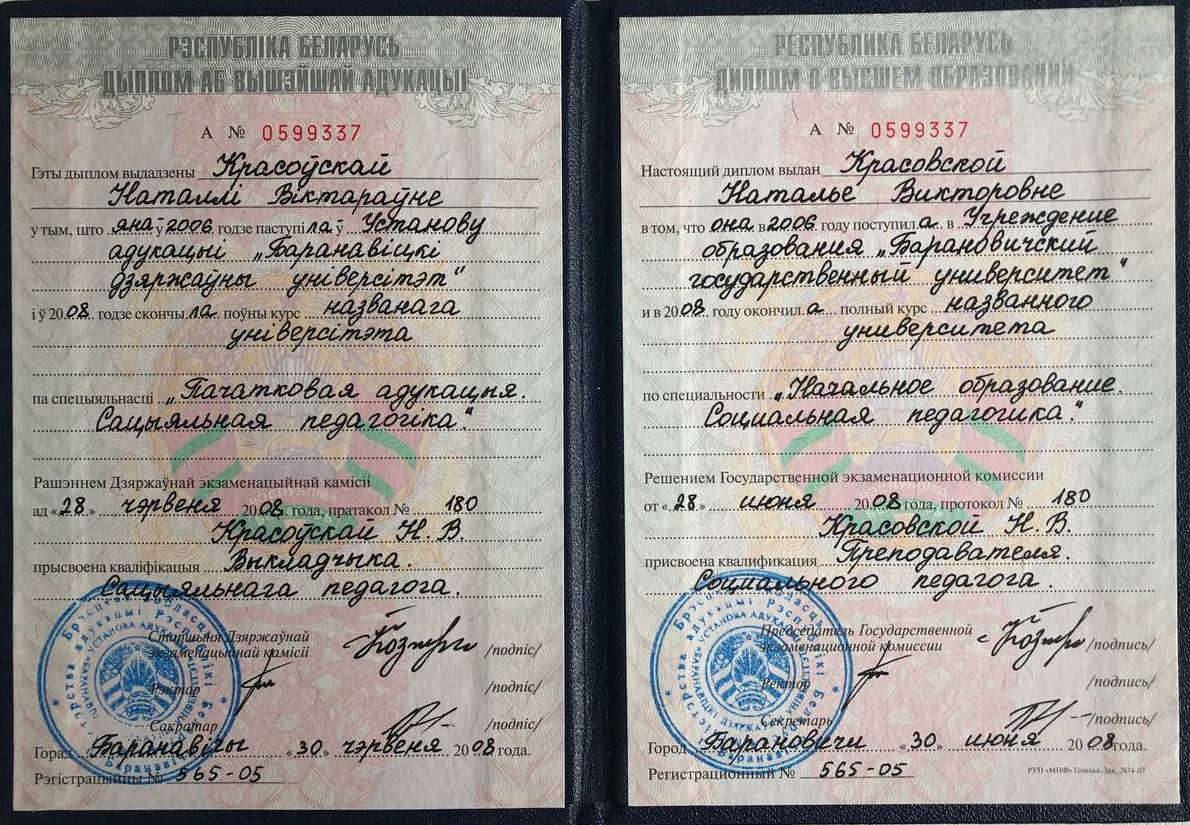 РЭСПУБЛІКА БЕЛАРУСЬ
ДЫПЛОМ АБ ВЫШЭЙШАЙ АДУКАЦЫІ
А № 0599337
Гэты дыплом выдадзены Красоўскай
Наталлі Віктараўне
у тым, што яна ў 2006 годзе паступіла ў Установу
адукацыі „Баранавіцкі
дзяржаўны універсітэт“
і ў 2008 годзе скончыла поўны курс названага
універсітэта
па спецыяльнасці „Пачатковая адукацыя.
Сацыяльная педагогіка“.
Рашэннем Дзяржаўнай экзаменацыйнай камісіі
ад «28» чэрвеня 2008 года, пратакол № 180
Красоўскай Н. В.
прысвоена кваліфікацыя Выкладчыка.
Сацыяльнага педагога.
Старшыня Дзяржаўнай
экзаменацыйнай камісіі /подпіс/
Рэктар /подпіс/
Сакратар /подпіс/
Горад Баранавічы «30» чэрвеня 2008 года.
Рэгістрацыйны № 565-05
РЕСПУБЛИКА БЕЛАРУСЬ
ДИПЛОМ О ВЫСШЕМ ОБРАЗОВАНИИ
А № 0599337
Настоящий диплом выдан Красовской
Наталье Викторовне
в том, что она в 2006 году поступила в Учреждение
образования „Барановичский
государственный университет“
и в 2008 году окончила полный курс названного
университета
по специальности „Начальное образование.
Социальная педагогика“.
Решением Государственной экзаменационной комиссии
от «28» июня 2008 года, протокол № 180
Красовской Н. В.
присвоена квалификация Преподавателя.
Социального педагога.
Председатель Государственной
экзаменационной комиссии /подпись/
Ректор /подпись/
Секретарь /подпись/
Город Барановичи «30» июня 2008 года.
Регистрационный № 565-05